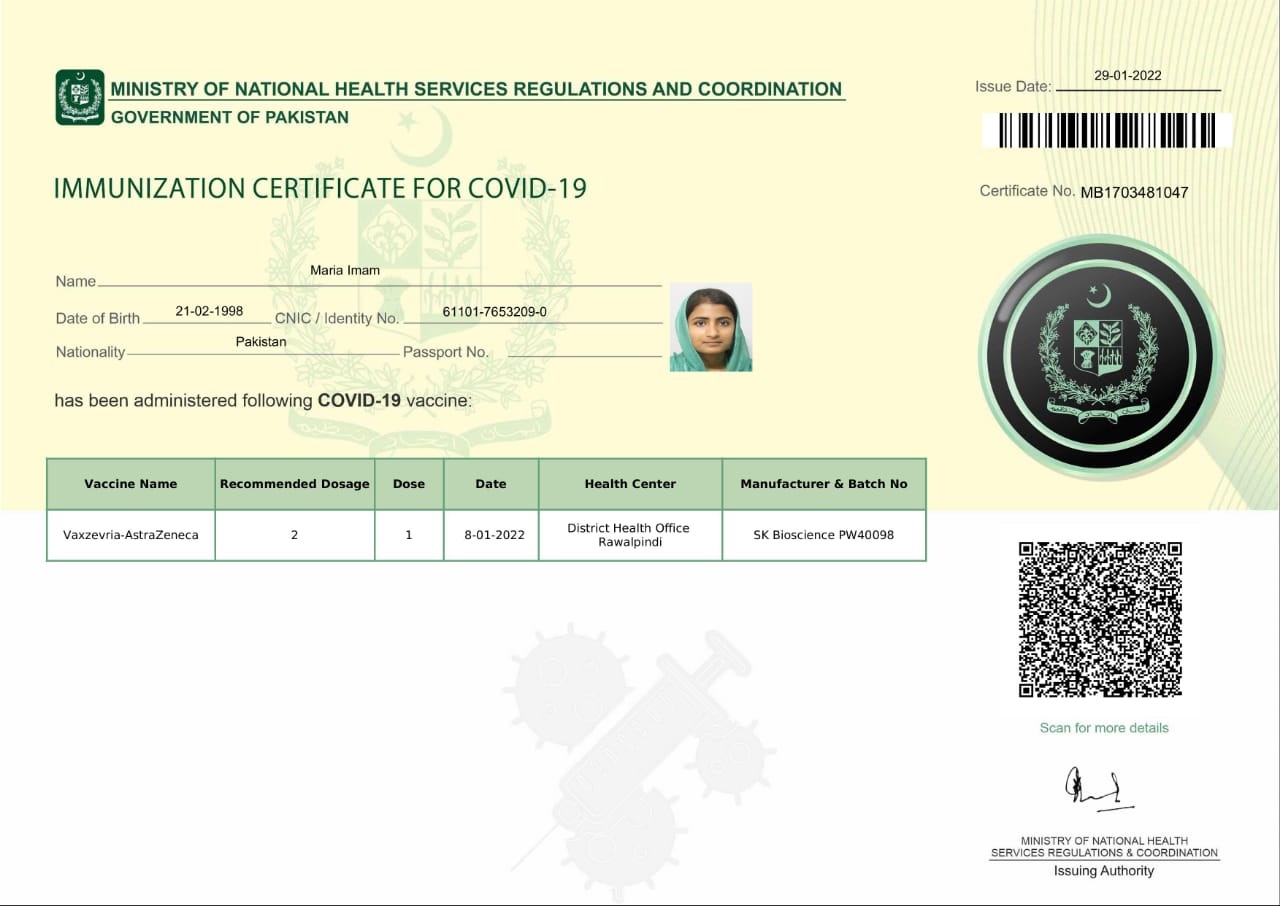 MINISTRY OF NATIONAL HEALTH SERVICES REGULATIONS AND COORDINATION
GOVERNMENT OF PAKISTAN
Issue Date: 29-01-2022
Certificate No. MB1703481047
IMMUNIZATION CERTIFICATE FOR COVID-19
Name Maria Imam
Date of Birth 21-02-1998 CNIC / Identity No. 61101-7653209-0
Nationality Pakistan Passport No.
has been administered following COVID-19 vaccine:
Vaccine Name Recommended Dosage Dose Date Health Center Manufacturer & Batch No
Vaxzevria-AstraZeneca 2 1 8-01-2022 District Health Office Rawalpindi SK Bioscience PW40098
Scan for more details
MINISTRY OF NATIONAL HEALTH
SERVICES REGULATIONS & COORDINATION
Issuing Authority